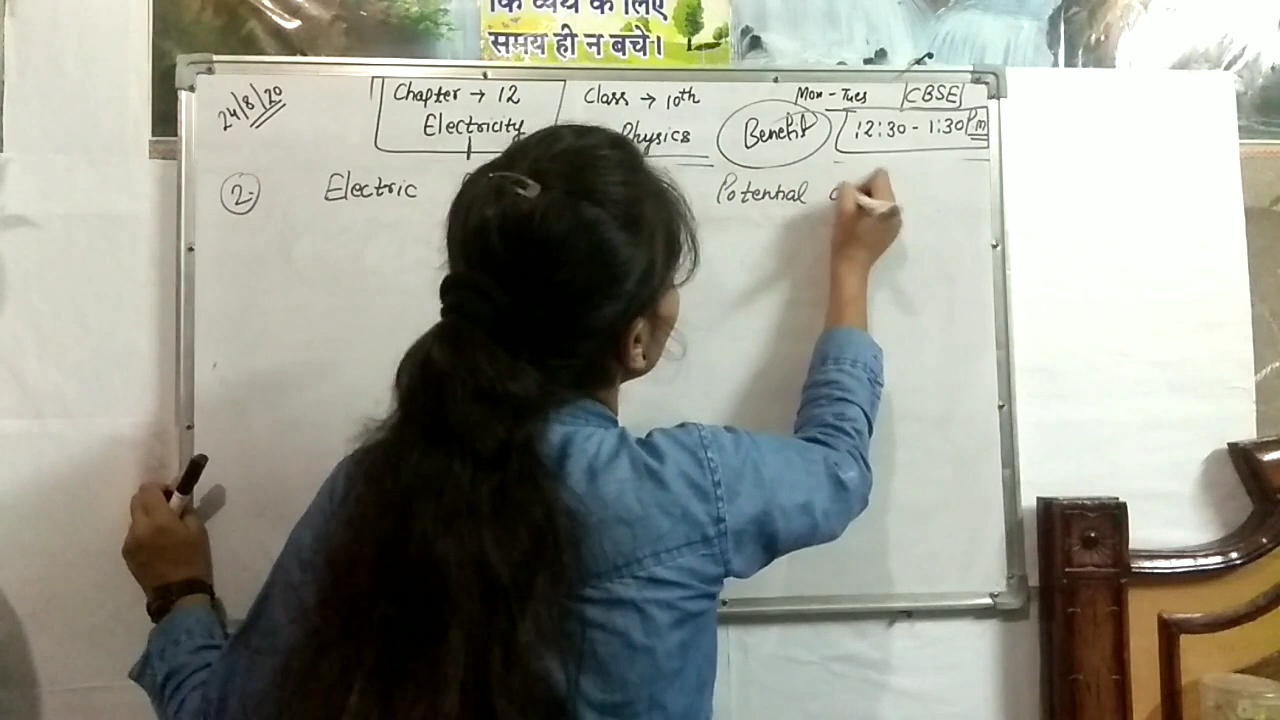 कि व्यर्थ के लिए
समय ही न बचे।
24/8/20
Chapter → 12
Electricity
Class → 10th
Physics
Benefit
Mon - Tues
CBSE
12:30 - 1:30 Pm
2.
Electric
Potential